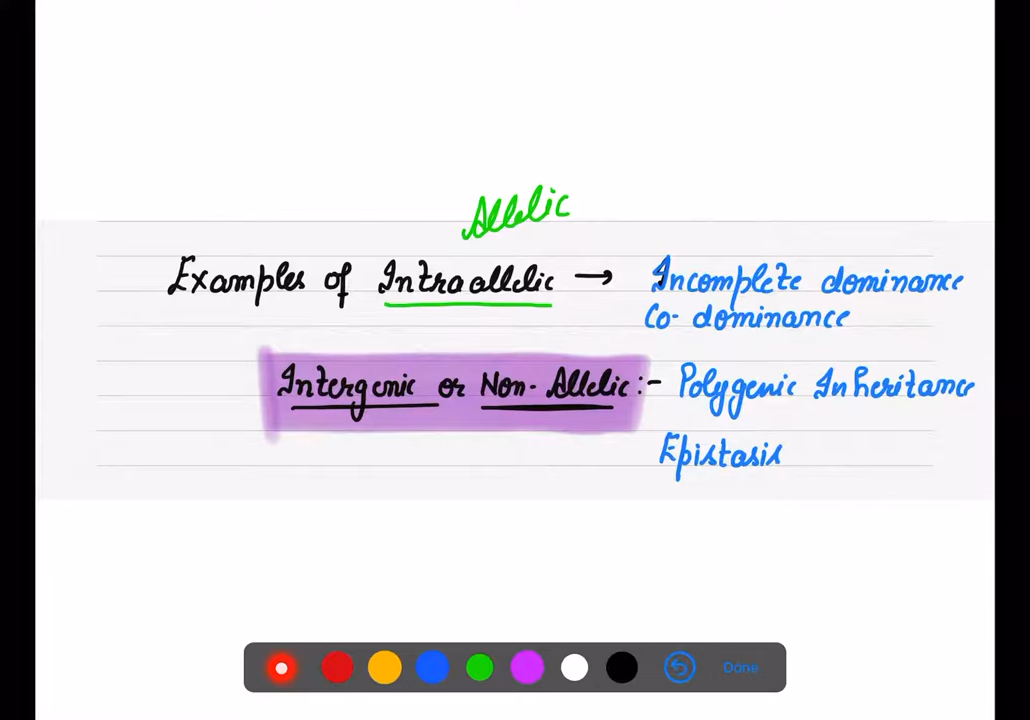 Allelic
Examples of Intraallelic → Incomplete dominance
Co-dominance
Intergenic or Non-Allelic:- Polygenic Inheritance
Epistasis
Done